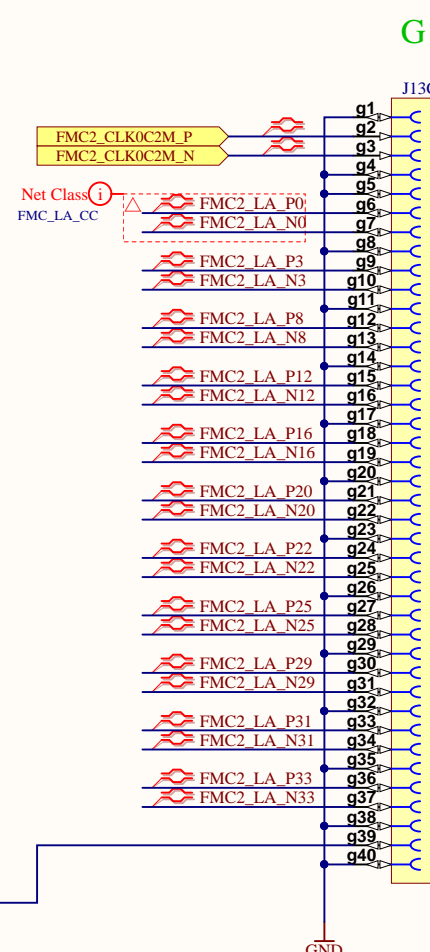 G
J13
g1
FMC2_CLK0C2M_P g2
FMC2_CLK0C2M_N g3
g4
Net Class i g5
FMC_LA_CC
FMC2_LA_P0 g6
FMC2_LA_N0 g7
g8
FMC2_LA_P3 g9
FMC2_LA_N3 g10
g11
FMC2_LA_P8 g12
FMC2_LA_N8 g13
g14
FMC2_LA_P12 g15
FMC2_LA_N12 g16
g17
FMC2_LA_P16 g18
FMC2_LA_N16 g19
g20
FMC2_LA_P20 g21
FMC2_LA_N20 g22
g23
FMC2_LA_P22 g24
FMC2_LA_N22 g25
g26
FMC2_LA_P25 g27
FMC2_LA_N25 g28
g29
FMC2_LA_P29 g30
FMC2_LA_N29 g31
g32
FMC2_LA_P31 g33
FMC2_LA_N31 g34
g35
FMC2_LA_P33 g36
FMC2_LA_N33 g37
g38
g39
g40
GND